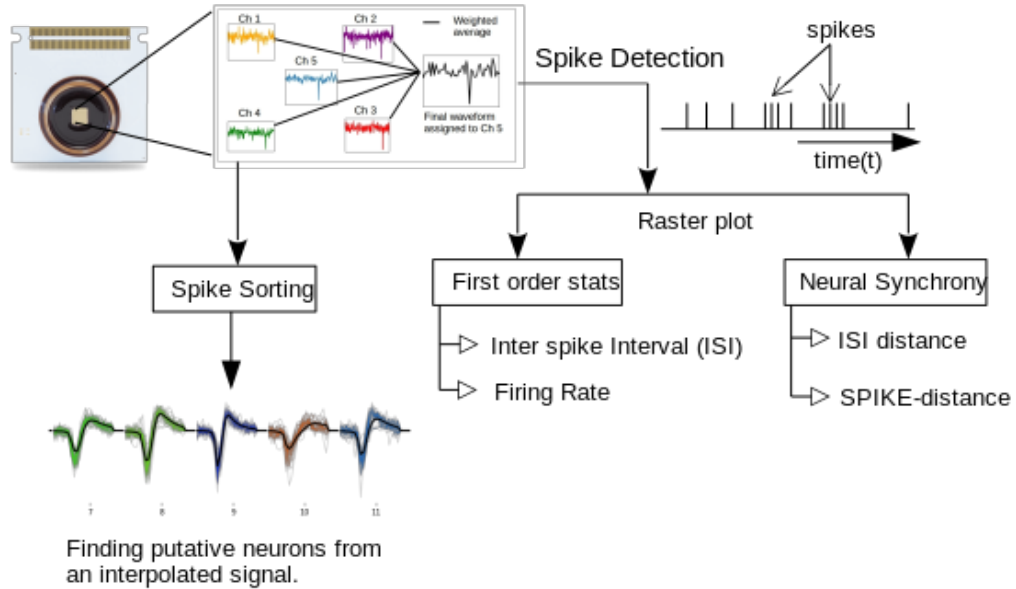 Ch 1
Ch 2
Weighted
average
Ch 5
Ch 4
Ch 3
Final waveform
assigned to Ch 5
Spike Detection
spikes
time(t)
Raster plot
Spike Sorting
First order stats
Neural Synchrony
Inter spike Interval (ISI)
Firing Rate
ISI distance
SPIKE-distance
7 8 9 10 11
Finding putative neurons from
an interpolated signal.